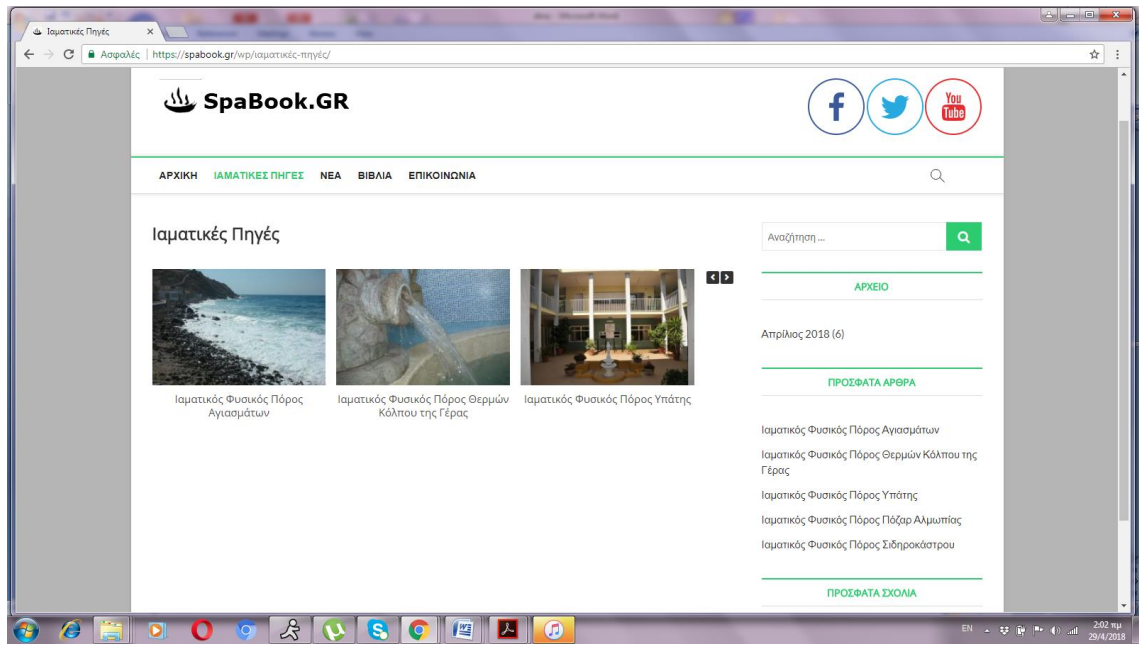 Ιαματικές Πηγές
Ασφαλές | https://spabook.gr/wp/ιαματικές-πηγές/
SpaBook.GR
You
Tube
ΑΡΧΙΚΗ ΙΑΜΑΤΙΚΕΣ ΠΗΓΕΣ ΝΕΑ ΒΙΒΛΙΑ ΕΠΙΚΟΙΝΩΝΙΑ
Ιαματικές Πηγές
Ιαματικός Φυσικός Πόρος
Αγιασμάτων
Ιαματικός Φυσικός Πόρος Θερμών
Κόλπου της Γέρας
Ιαματικός Φυσικός Πόρος Υπάτης
Αναζήτηση ...
ΑΡΧΕΙΟ
Απρίλιος 2018 (6)
ΠΡΟΣΦΑΤΑ ΑΡΘΡΑ
Ιαματικός Φυσικός Πόρος Αγιασμάτων
Ιαματικός Φυσικός Πόρος Θερμών Κόλπου της
Γέρας
Ιαματικός Φυσικός Πόρος Υπάτης
Ιαματικός Φυσικός Πόρος Πόζαρ Αλμωπίας
Ιαματικός Φυσικός Πόρος Σιδηροκάστρου
ΠΡΟΣΦΑΤΑ ΣΧΟΛΙΑ
EN
2:02 πμ
29/4/2018